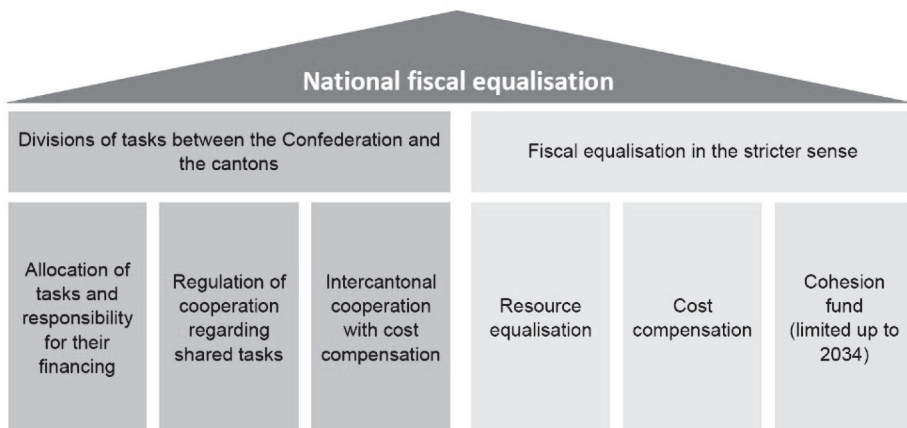 National fiscal equalisation
Divisions of tasks between the Confederation and
the cantons
Fiscal equalisation in the stricter sense
Allocation of
tasks and
responsibility
for their
financing
Regulation of
cooperation
regarding
shared tasks
Intercantonal
cooperation
with cost
compensation
Resource
equalisation
Cost
compensation
Cohesion
fund
(limited up to
2034)